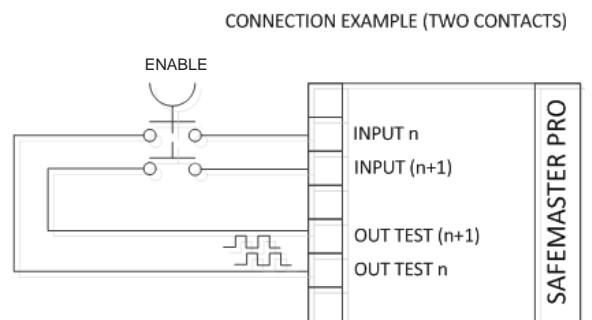 CONNECTION EXAMPLE (TWO CONTACTS)
ENABLE
INPUT n
INPUT (n+1)
OUT TEST (n+1)
OUT TEST n
SAFEMASTER PRO